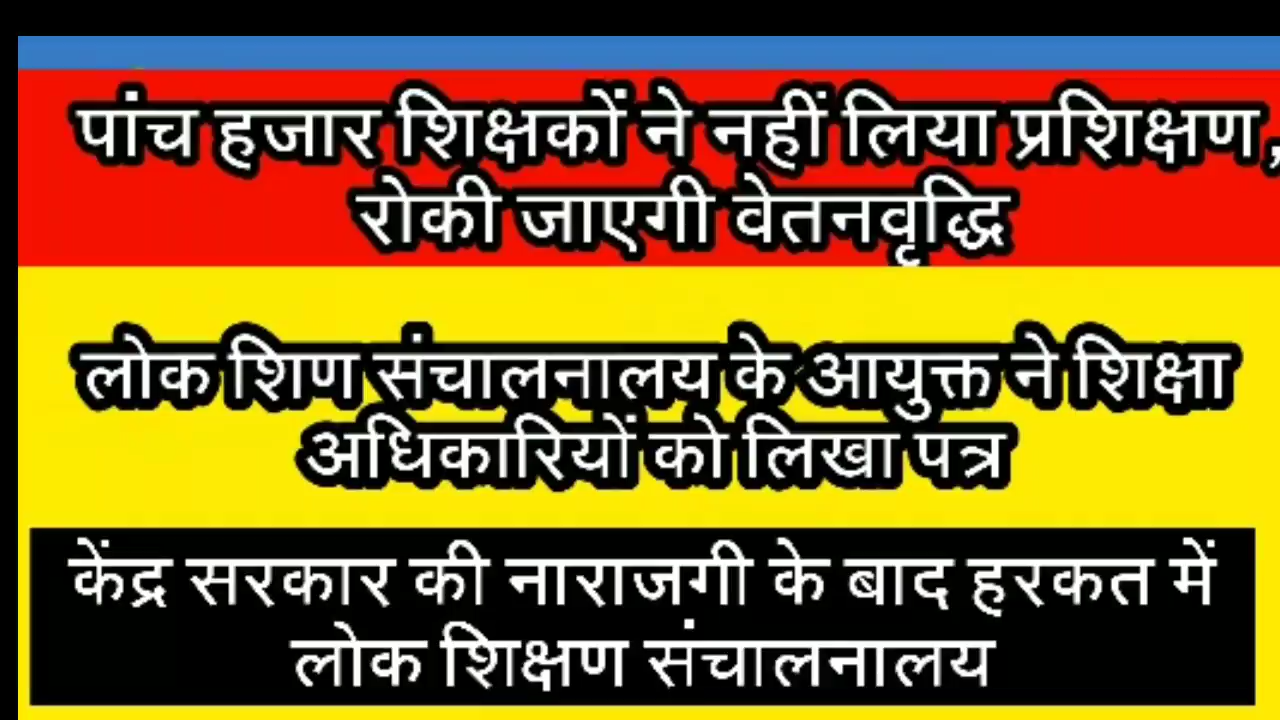 पांच हजार शिक्षकों ने नहीं लिया प्रशिक्षण,
रोकी जाएगी वेतनवृद्धि
लोक शिण संचालनालय के आयुक्त ने शिक्षा
अधिकारियों को लिखा पत्र
केंद्र सरकार की नाराजगी के बाद हरकत में
लोक शिक्षण संचालनालय